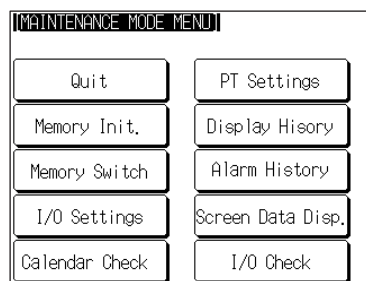 [MAINTENANCE MODE MENU]
Quit
PT Settings
Memory Init.
Display Hisory
Memory Switch
Alarm History
I/O Settings
Screen Data Disp.
Calendar Check
I/O Check